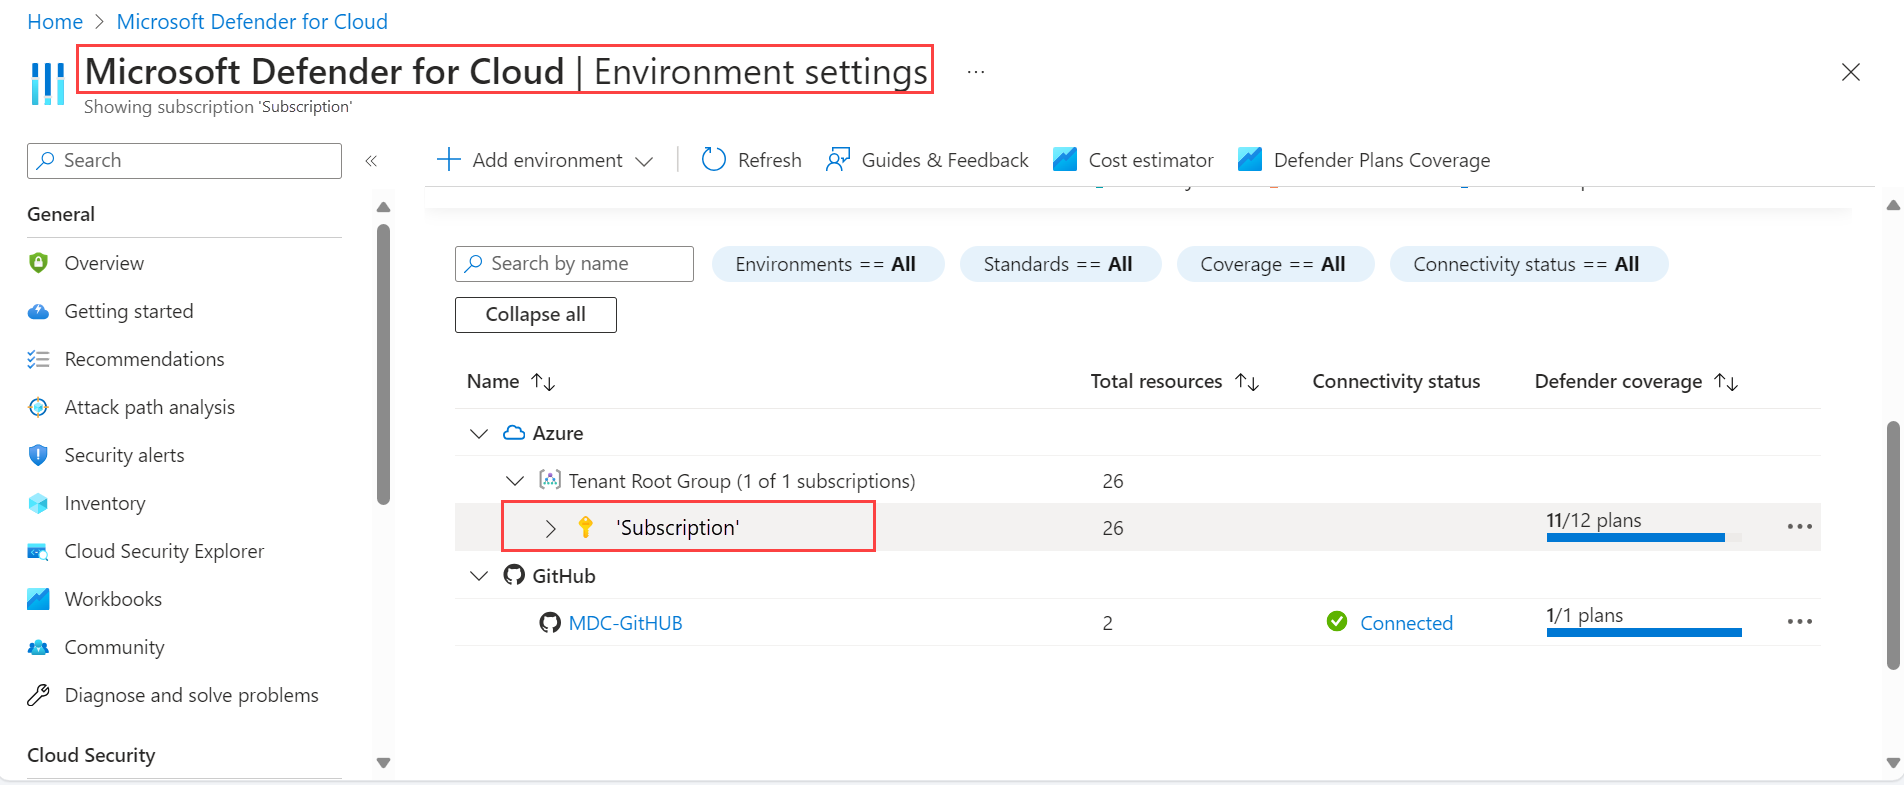 Home > Microsoft Defender for Cloud
Microsoft Defender for Cloud | Environment settings ...
Showing subscription 'Subscription'
Search
«
General
Overview
Getting started
Recommendations
Attack path analysis
Security alerts
Inventory
Cloud Security Explorer
Workbooks
Community
Diagnose and solve problems
Cloud Security
Add environment | Refresh Guides & Feedback Cost estimator Defender Plans Coverage
Search by name Environments == All Standards == All Coverage == All Connectivity status == All
Collapse all
Name Total resources Connectivity status Defender coverage
Azure
Tenant Root Group (1 of 1 subscriptions) 26
'Subscription' 26 11/12 plans
GitHub
MDC-GitHUB 2 Connected 1/1 plans